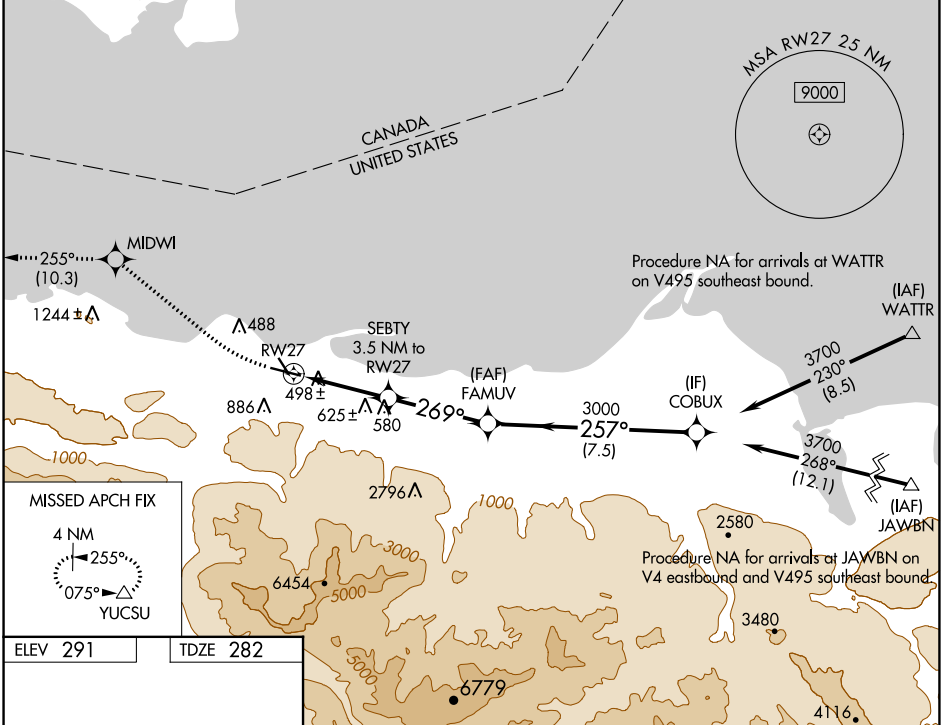 MSA RW27 25 NM
9000
CANADA
UNITED STATES
MIDWI
255°
(10.3)
Procedure NA for arrivals at WATTR
on V495 southeast bound.
(IAF)
WATTR
1244 ±
488
SEBTY
3.5 NM to
RW27
RW27
3700
230°
(8.5)
(FAF)
FAMUV
(IF)
COBUX
498 ±
886
625 ±
580
269°
3000
257°
(7.5)
3700
268°
(12.1)
1000
2796
1000
(IAF)
JAWBN
MISSED APCH FIX
4 NM
255°
075°
YUCSU
2580
3000
Procedure NA for arrivals at JAWBN on
V4 eastbound and V495 southeast bound.
6454
5000
3480
ELEV 291
TDZE 282
5000
6779
4116